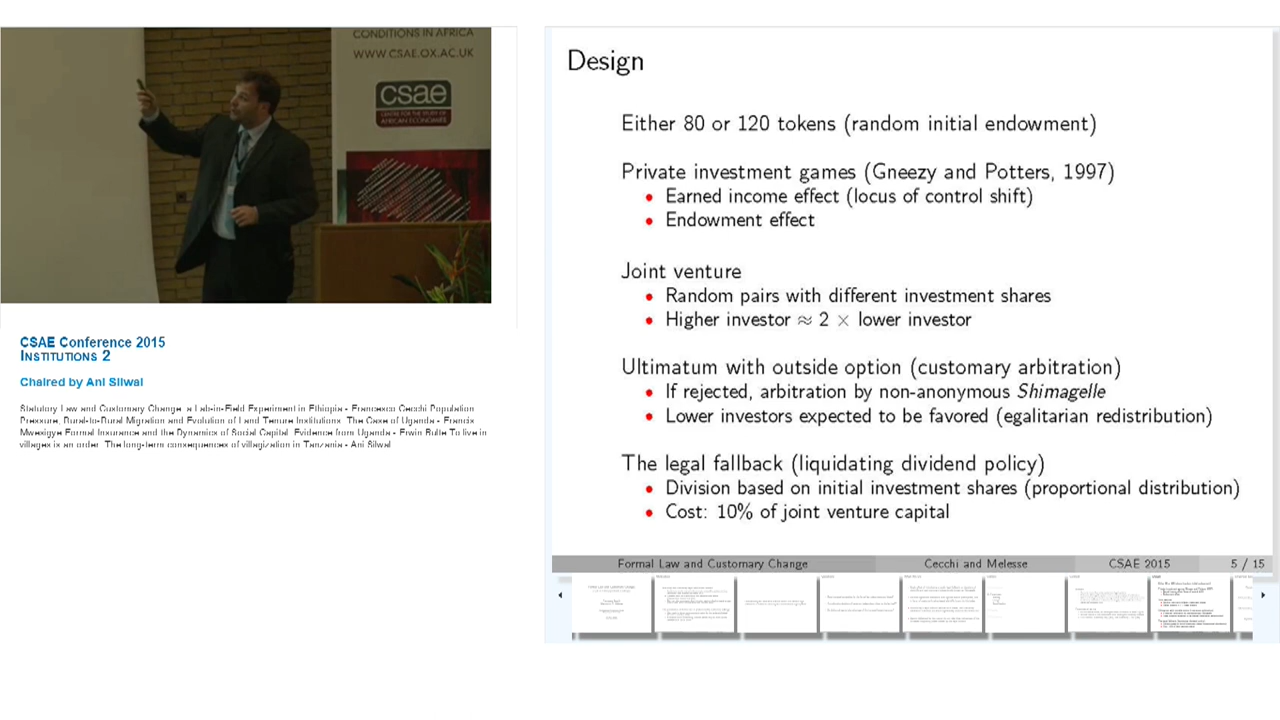 CONDITIONS IN AFRICA
WWW.CSAE.OX.AC.UK
csae
CENTRE FOR THE STUDY
OF AFRICAN ECONOMIES
CSAE Conference 2015
INSTITUTIONS 2
Chaired by Ani Silwal
Statutory Law and Customary Change: a Lab-in-Field Experiment in Ethiopia - Francesco Cecchi Population
Pressure, Rural-to-Rural Migration and Evolution of Land Tenure Institutions: The Case of Uganda - Francis
Mwesigye Formal Insurance and the Dynamics of Social Capital: Evidence from Uganda - Erwin Bulte To live in
villages is an order: The long-term consequences of villagization in Tanzania - Ani Silwal
Design
Either 80 or 120 tokens (random initial endowment)
Private investment games (Gneezy and Potters, 1997)
• Earned income effect (locus of control shift)
• Endowment effect
Joint venture
• Random pairs with different investment shares
• Higher investor ≈ 2 × lower investor
Ultimatum with outside option (customary arbitration)
• If rejected, arbitration by non-anonymous Shimagelle
• Lower investors expected to be favored (egalitarian redistribution)
The legal fallback (liquidating dividend policy)
• Division based on initial investment shares (proportional distribution)
• Cost: 10% of joint venture capital
Formal Law and Customary Change Cecchi and Melesse CSAE 2015 5 / 15